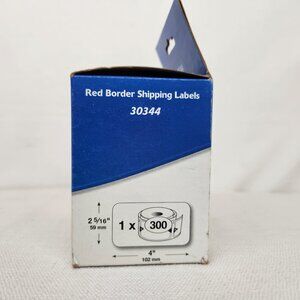 Red Border Shipping Labels
30344
2 5/16"
59 mm
1 x 300
4"
102 mm